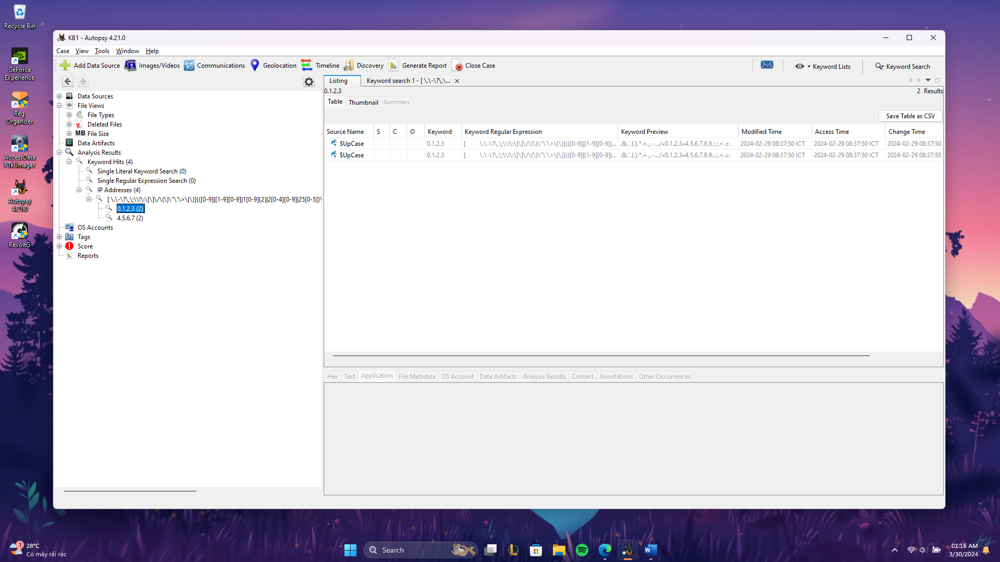 Recycle Bin
GeForce
Experience
Reg
Organizer
AccessData
FTK Imager
Autopsy
4.21.0
RevoltG
KB1 - Autopsy 4.21.0
Case View Tools Window Help
Add Data Source Images/Videos Communications Geolocation Timeline Discovery Generate Report Close Case Keyword Lists Keyword Search
Data Sources
File Views
File Types
Deleted Files
MB File Size
Data Artifacts
Analysis Results
Keyword Hits (4)
Single Literal Keyword Search (0)
Single Regular Expression Search (0)
IP Addresses (4)
[ \.\-\?\,\;\\!\:\[\]\/\(\)\"\'\>\{\}](([0-9]|[1-9][0-9]|1[0-9]{2}|2[0-4][0-9]|25[0-5])\
0.1.2.3 (2)
4.5.6.7 (2)
OS Accounts
Tags
Score
Reports
Listing Keyword search 1 - [ \.\-\?\,\... ×
0.1.2.3 2 Results
Table Thumbnail Summary
Save Table as CSV
Source Name S C O Keyword Keyword Regular Expression Keyword Preview Modified Time Access Time Change Time
$UpCase 0.1.2.3 [ \.\-\?\,\;\\!\:\[\]\/\(\)\"\'\>\{\}](([0-9]|[1-9][0-9]|... .&.'.(.).*.+.,.-.../«0.1.2.3«4.5.6.7.8.9.:.;.<.=. 2024-02-29 08:37:50 ICT 2024-02-29 08:37:50 ICT 2024-02-29 08:37:50
$UpCase 0.1.2.3 [ \.\-\?\,\;\\!\:\[\]\/\(\)\"\'\>\{\}](([0-9]|[1-9][0-9]|... .&.'.(.).*.+.,.-.../«0.1.2.3«4.5.6.7.8.9.:.;.<.=. 2024-02-29 08:37:50 ICT 2024-02-29 08:37:50 ICT 2024-02-29 08:37:50
Hex Text Application File Metadata OS Account Data Artifacts Analysis Results Context Annotations Other Occurrences
1
28°C
Có mây rải rác
Search
01:16 AM
3/30/2024